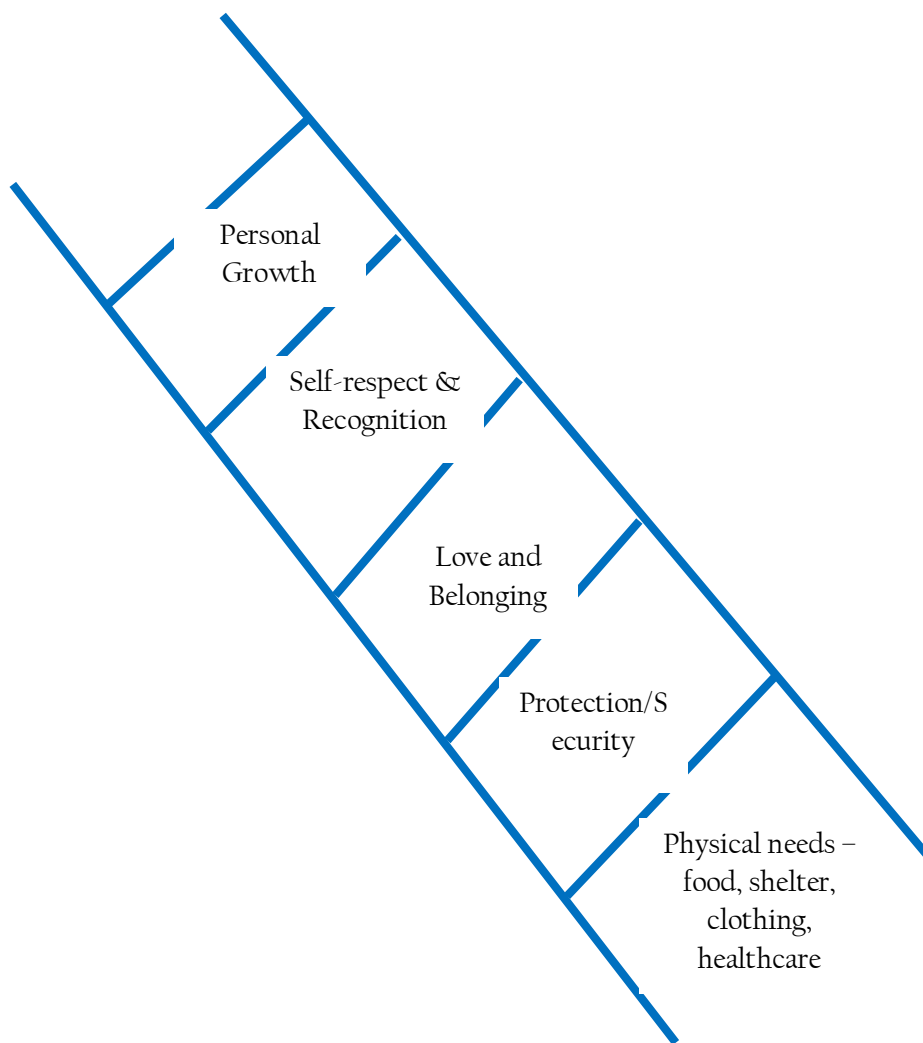 Personal
Growth
Self-respect &
Recognition
Love and
Belonging
Protection/S
ecurity
Physical needs –
food, shelter,
clothing,
healthcare